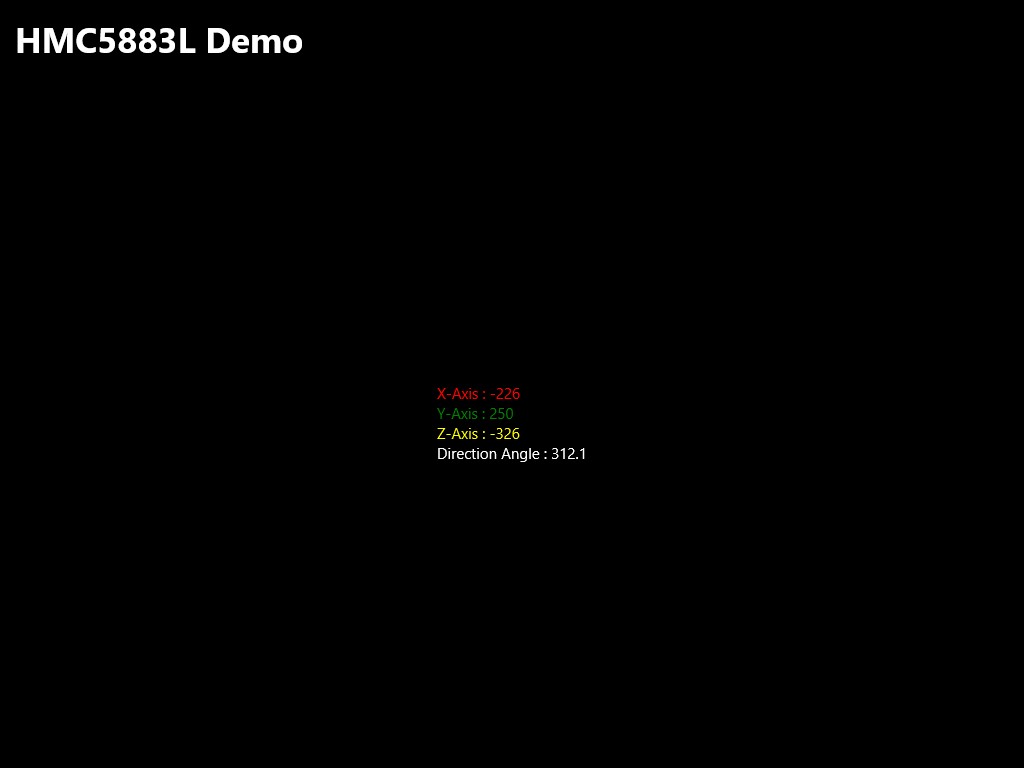 HMC5883L Demo
X-Axis : -226
Y-Axis : 250
Z-Axis : -326
Direction Angle : 312.1